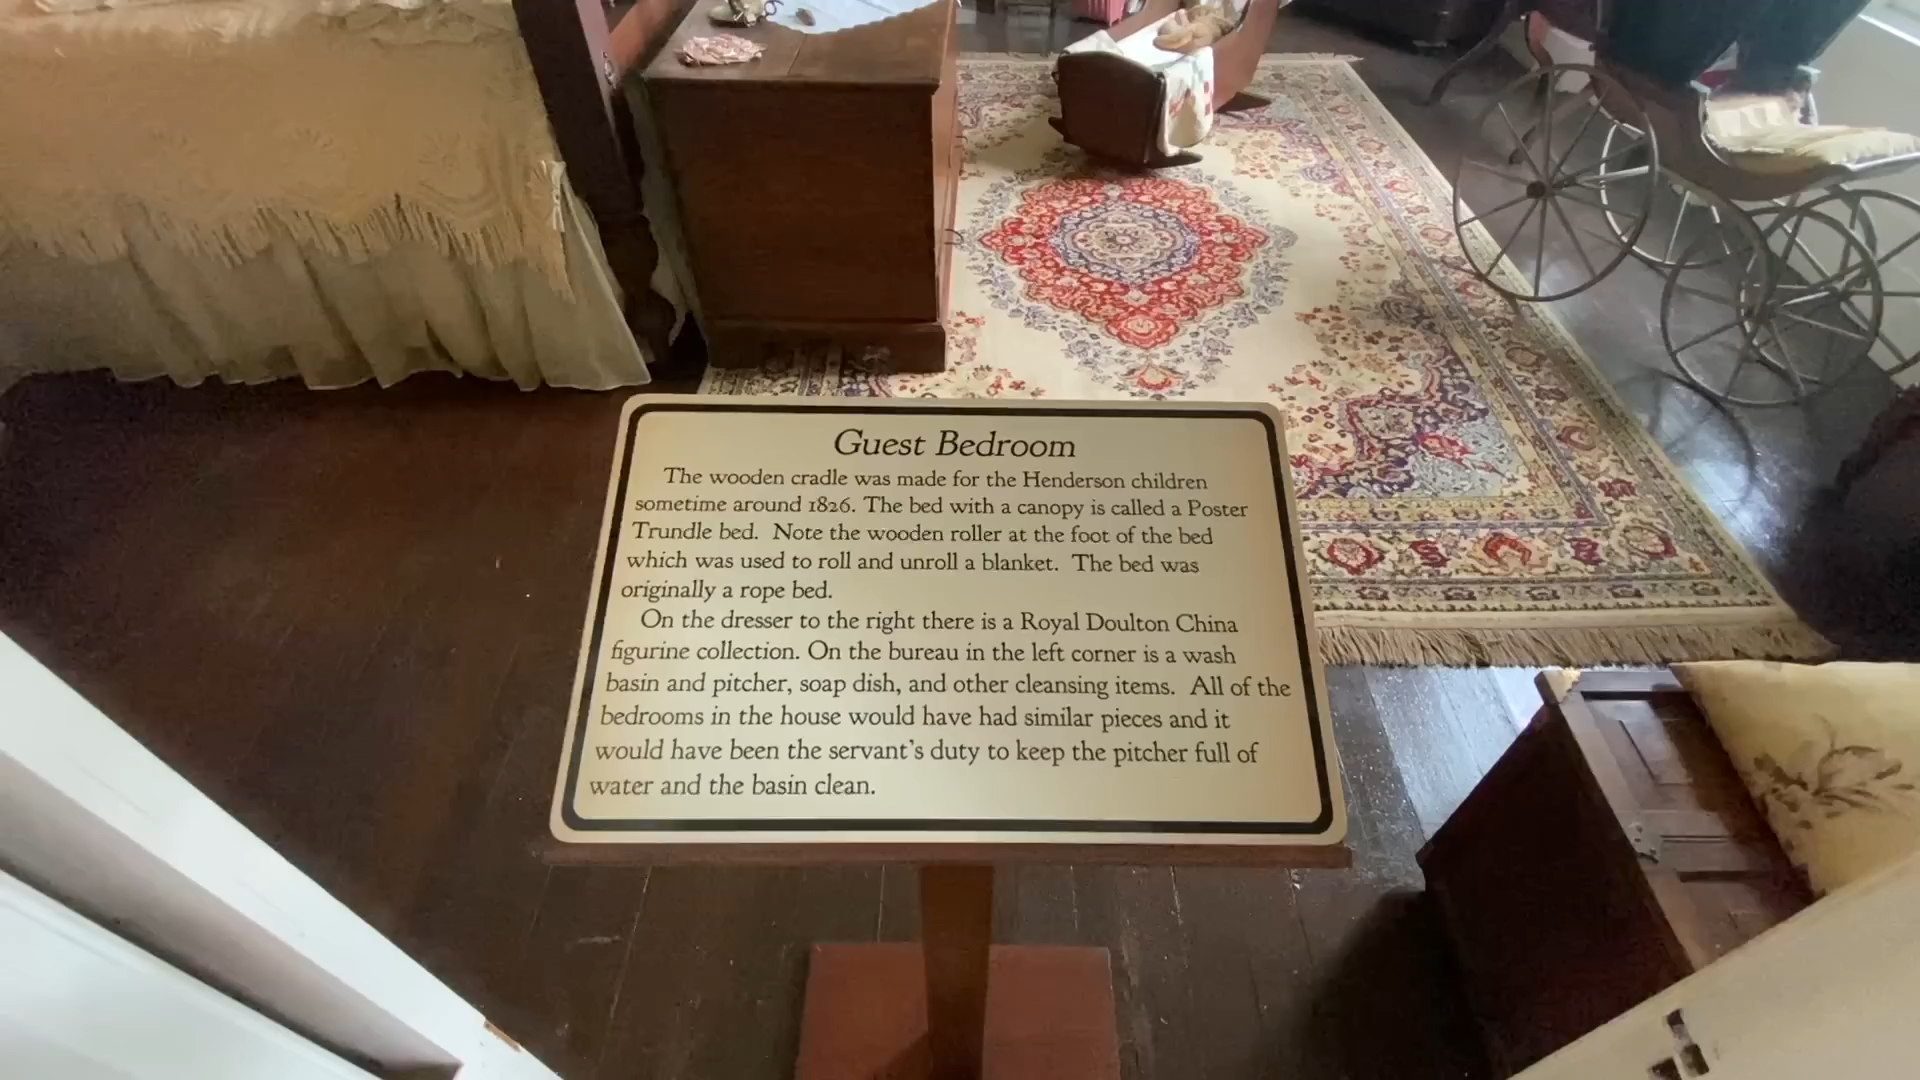 Guest Bedroom
The wooden cradle was made for the Henderson children
sometime around 1826. The bed with a canopy is called a Poster
Trundle bed. Note the wooden roller at the foot of the bed
which was used to roll and unroll a blanket. The bed was
originally a rope bed.
On the dresser to the right there is a Royal Doulton China
figurine collection. On the bureau in the left corner is a wash
basin and pitcher, soap dish, and other cleansing items. All of the
bedrooms in the house would have had similar pieces and it
would have been the servant's duty to keep the pitcher full of
water and the basin clean.